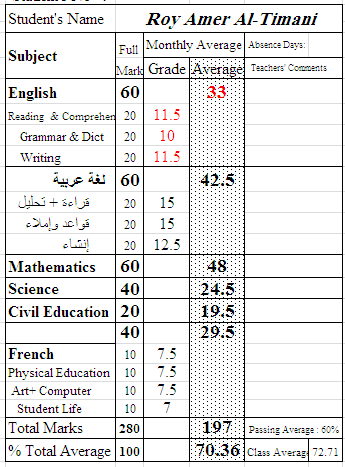 Student's Name Roy Amer Al-Timani
Subject Full Mark Monthly Average Absence Days:
Grade Average Teachers' Comments
English 60 33
Reading & Comprehen 20 11.5
Grammar & Dict 20 10
Writing 20 11.5
لغة عربية 60 42.5
قراءة + تحليل 20 15
قواعد وإملاء 20 15
إنشاء 20 12.5
Mathematics 60 48
Science 40 24.5
Civil Education 20 19.5
40 29.5
French 10 7.5
Physical Education 10 7.5
Art+ Computer 10 7.5
Student Life 10 7
Total Marks 280 197 Passing Average : 60%
% Total Average 100 70.36 Class Averag 72.71